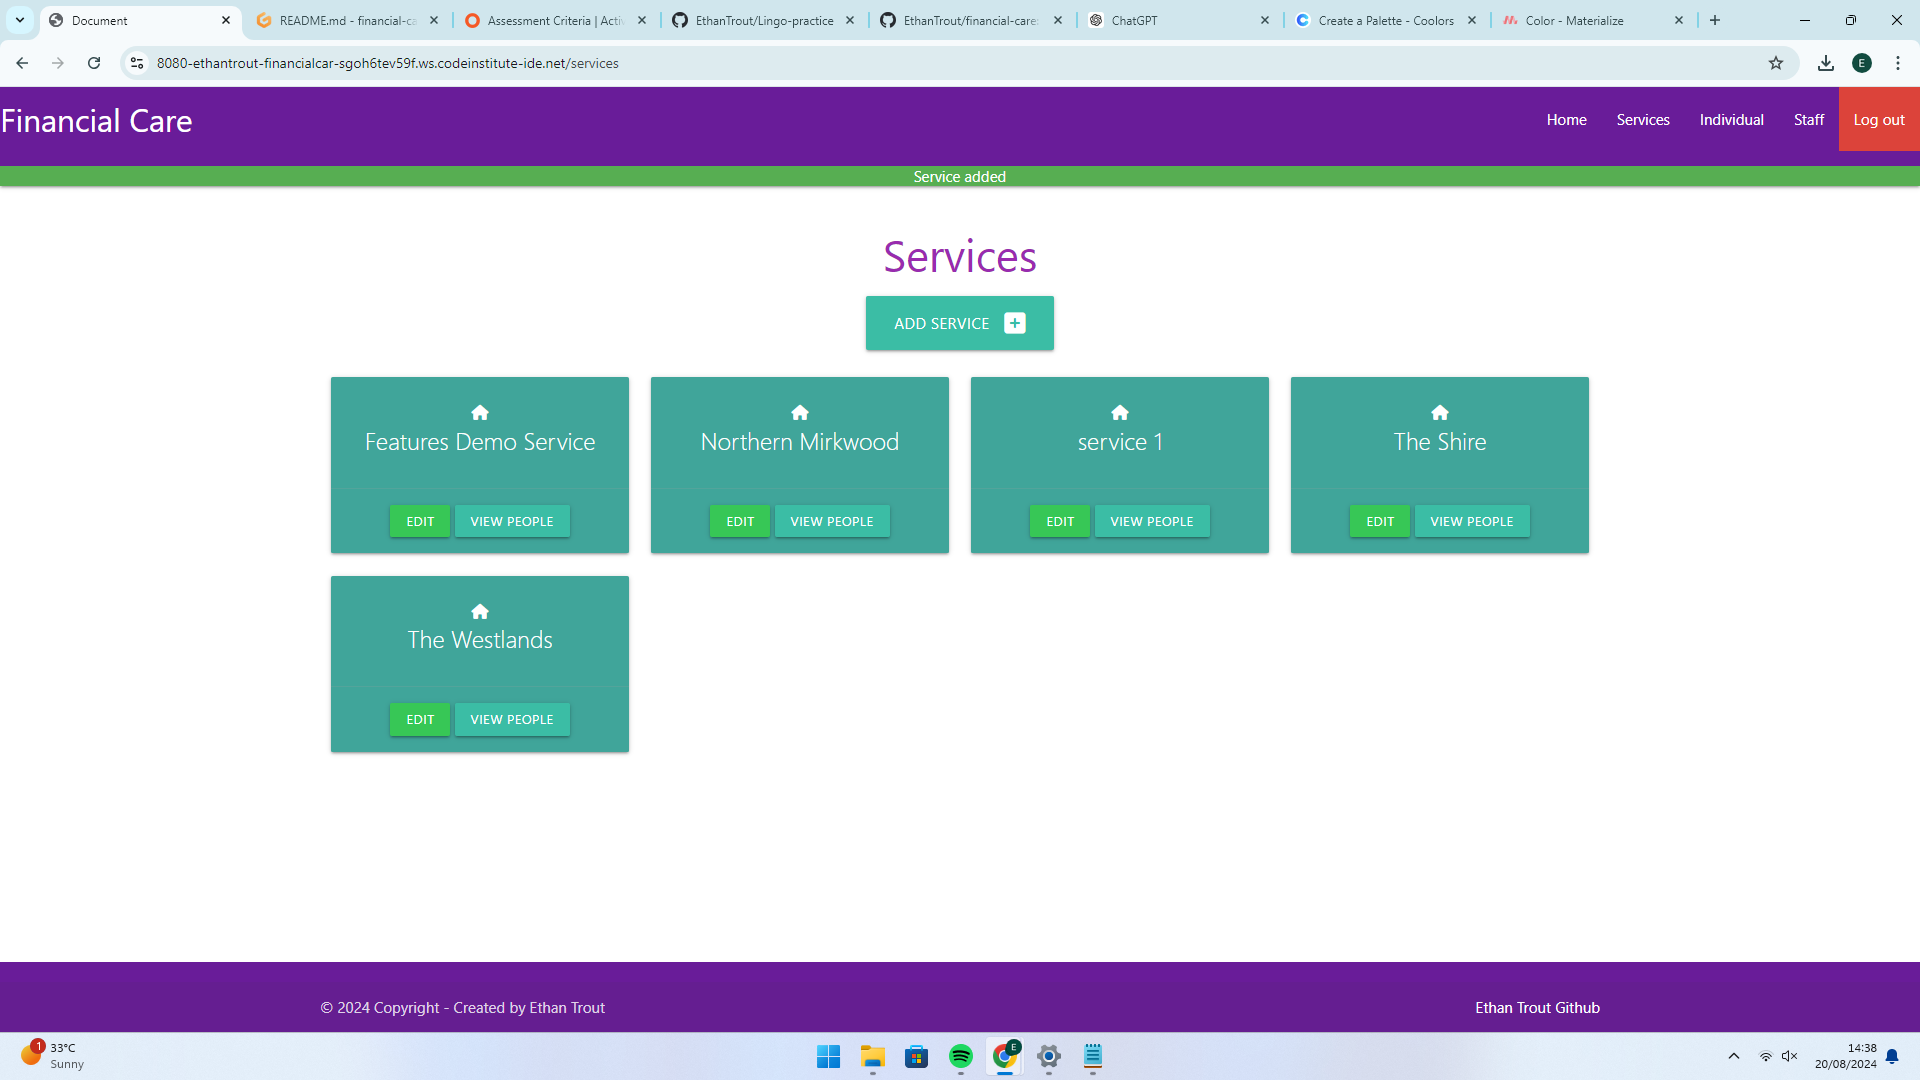 Document
README.md - financial-ca
Assessment Criteria | Activ
EthanTrout/Lingo-practice
EthanTrout/financial-care:
ChatGPT
Create a Palette - Coolors
Color - Materialize
8080-ethantrout-financialcar-sgoh6tev59f.ws.codeinstitute-ide.net/services
E
Financial Care
Home
Services
Individual
Staff
Log out
Service added
Services
ADD SERVICE
Features Demo Service
EDIT
VIEW PEOPLE
Northern Mirkwood
EDIT
VIEW PEOPLE
service 1
EDIT
VIEW PEOPLE
The Shire
EDIT
VIEW PEOPLE
The Westlands
EDIT
VIEW PEOPLE
© 2024 Copyright - Created by Ethan Trout
Ethan Trout Github
1
33°C
Sunny
E
14:38
20/08/2024